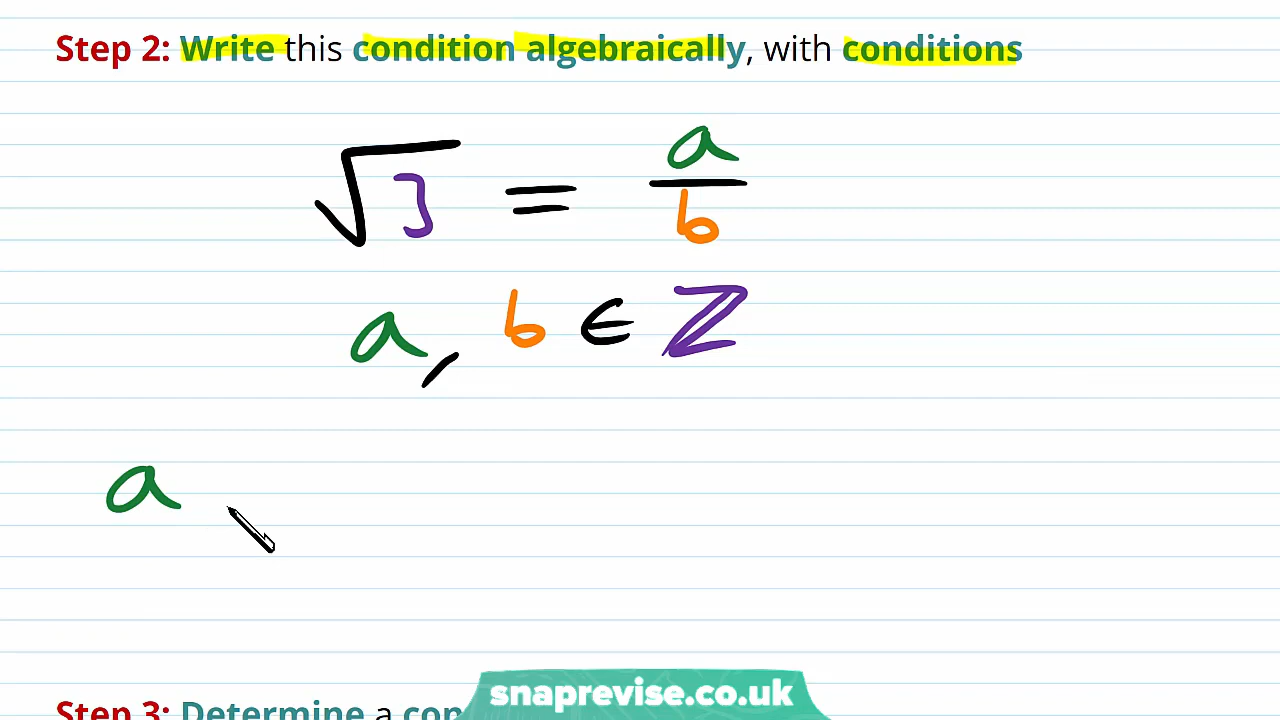 Step 2: Write this condition algebraically, with conditions
√3 = a/b
a, b ∈ ℤ
a
Step 3: Determine a con
snaprevise.co.uk